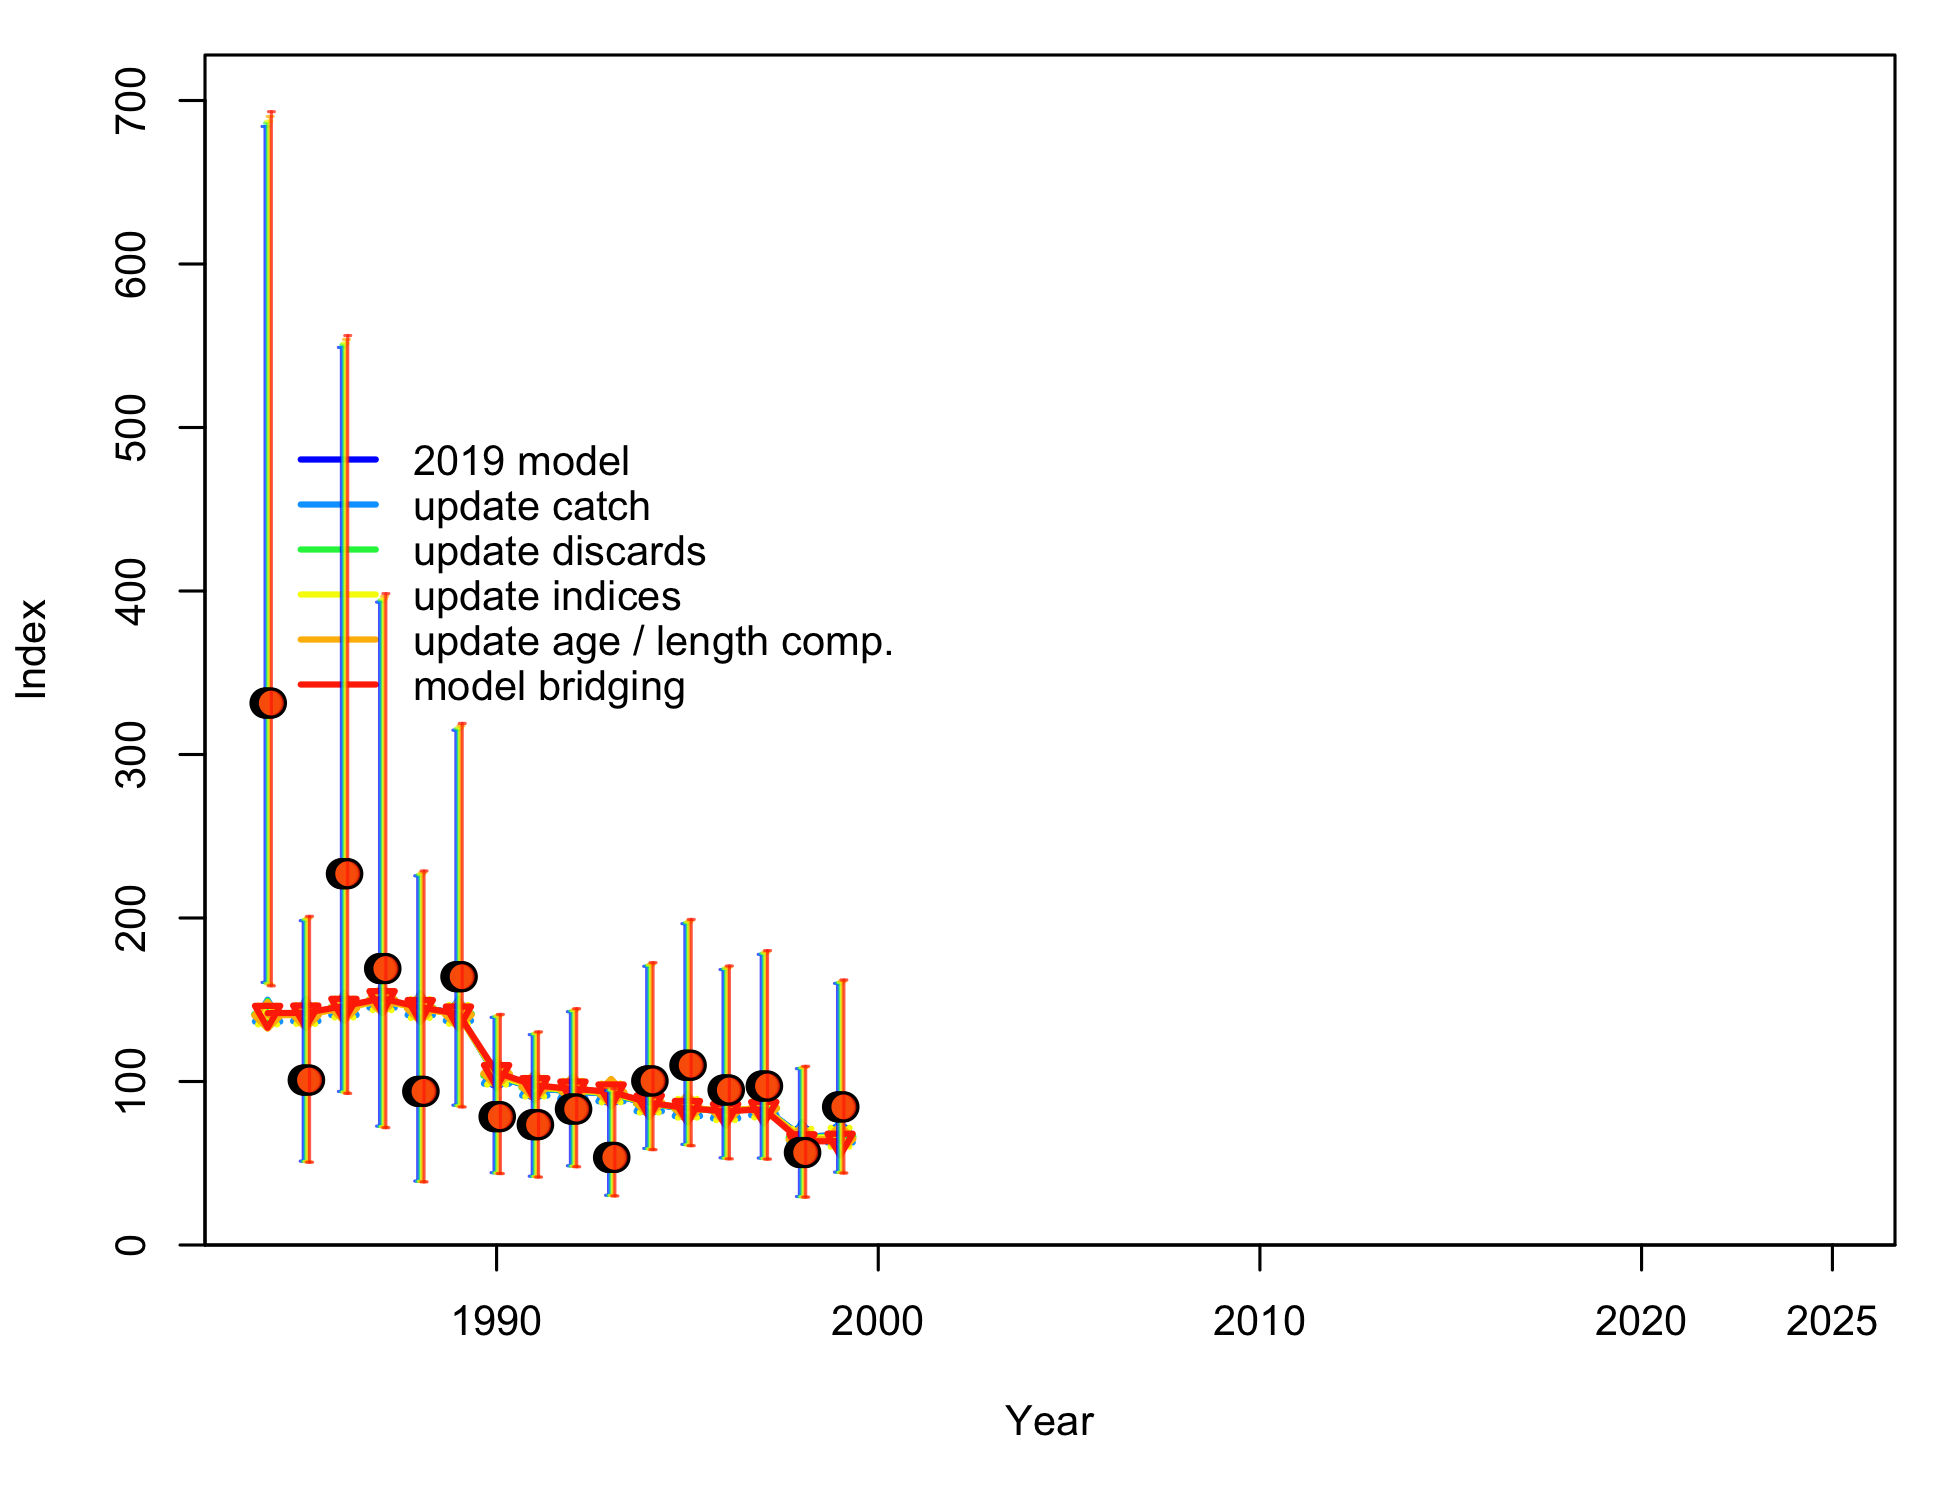 700
600
500
400
300
200
100
0
Index
2019 model
update catch
update discards
update indices
update age / length comp.
model bridging
1990 2000 2010 2020 2025
Year